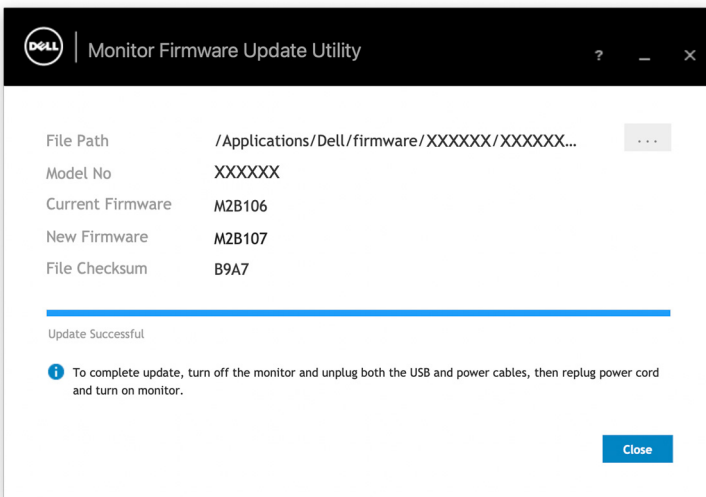 DELL Monitor Firmware Update Utility ? _ ×
File Path /Applications/Dell/firmware/XXXXXX/XXXXXX... ...
Model No XXXXXX
Current Firmware M2B106
New Firmware M2B107
File Checksum B9A7
Update Successful
i To complete update, turn off the monitor and unplug both the USB and power cables, then replug power cord
and turn on monitor.
Close